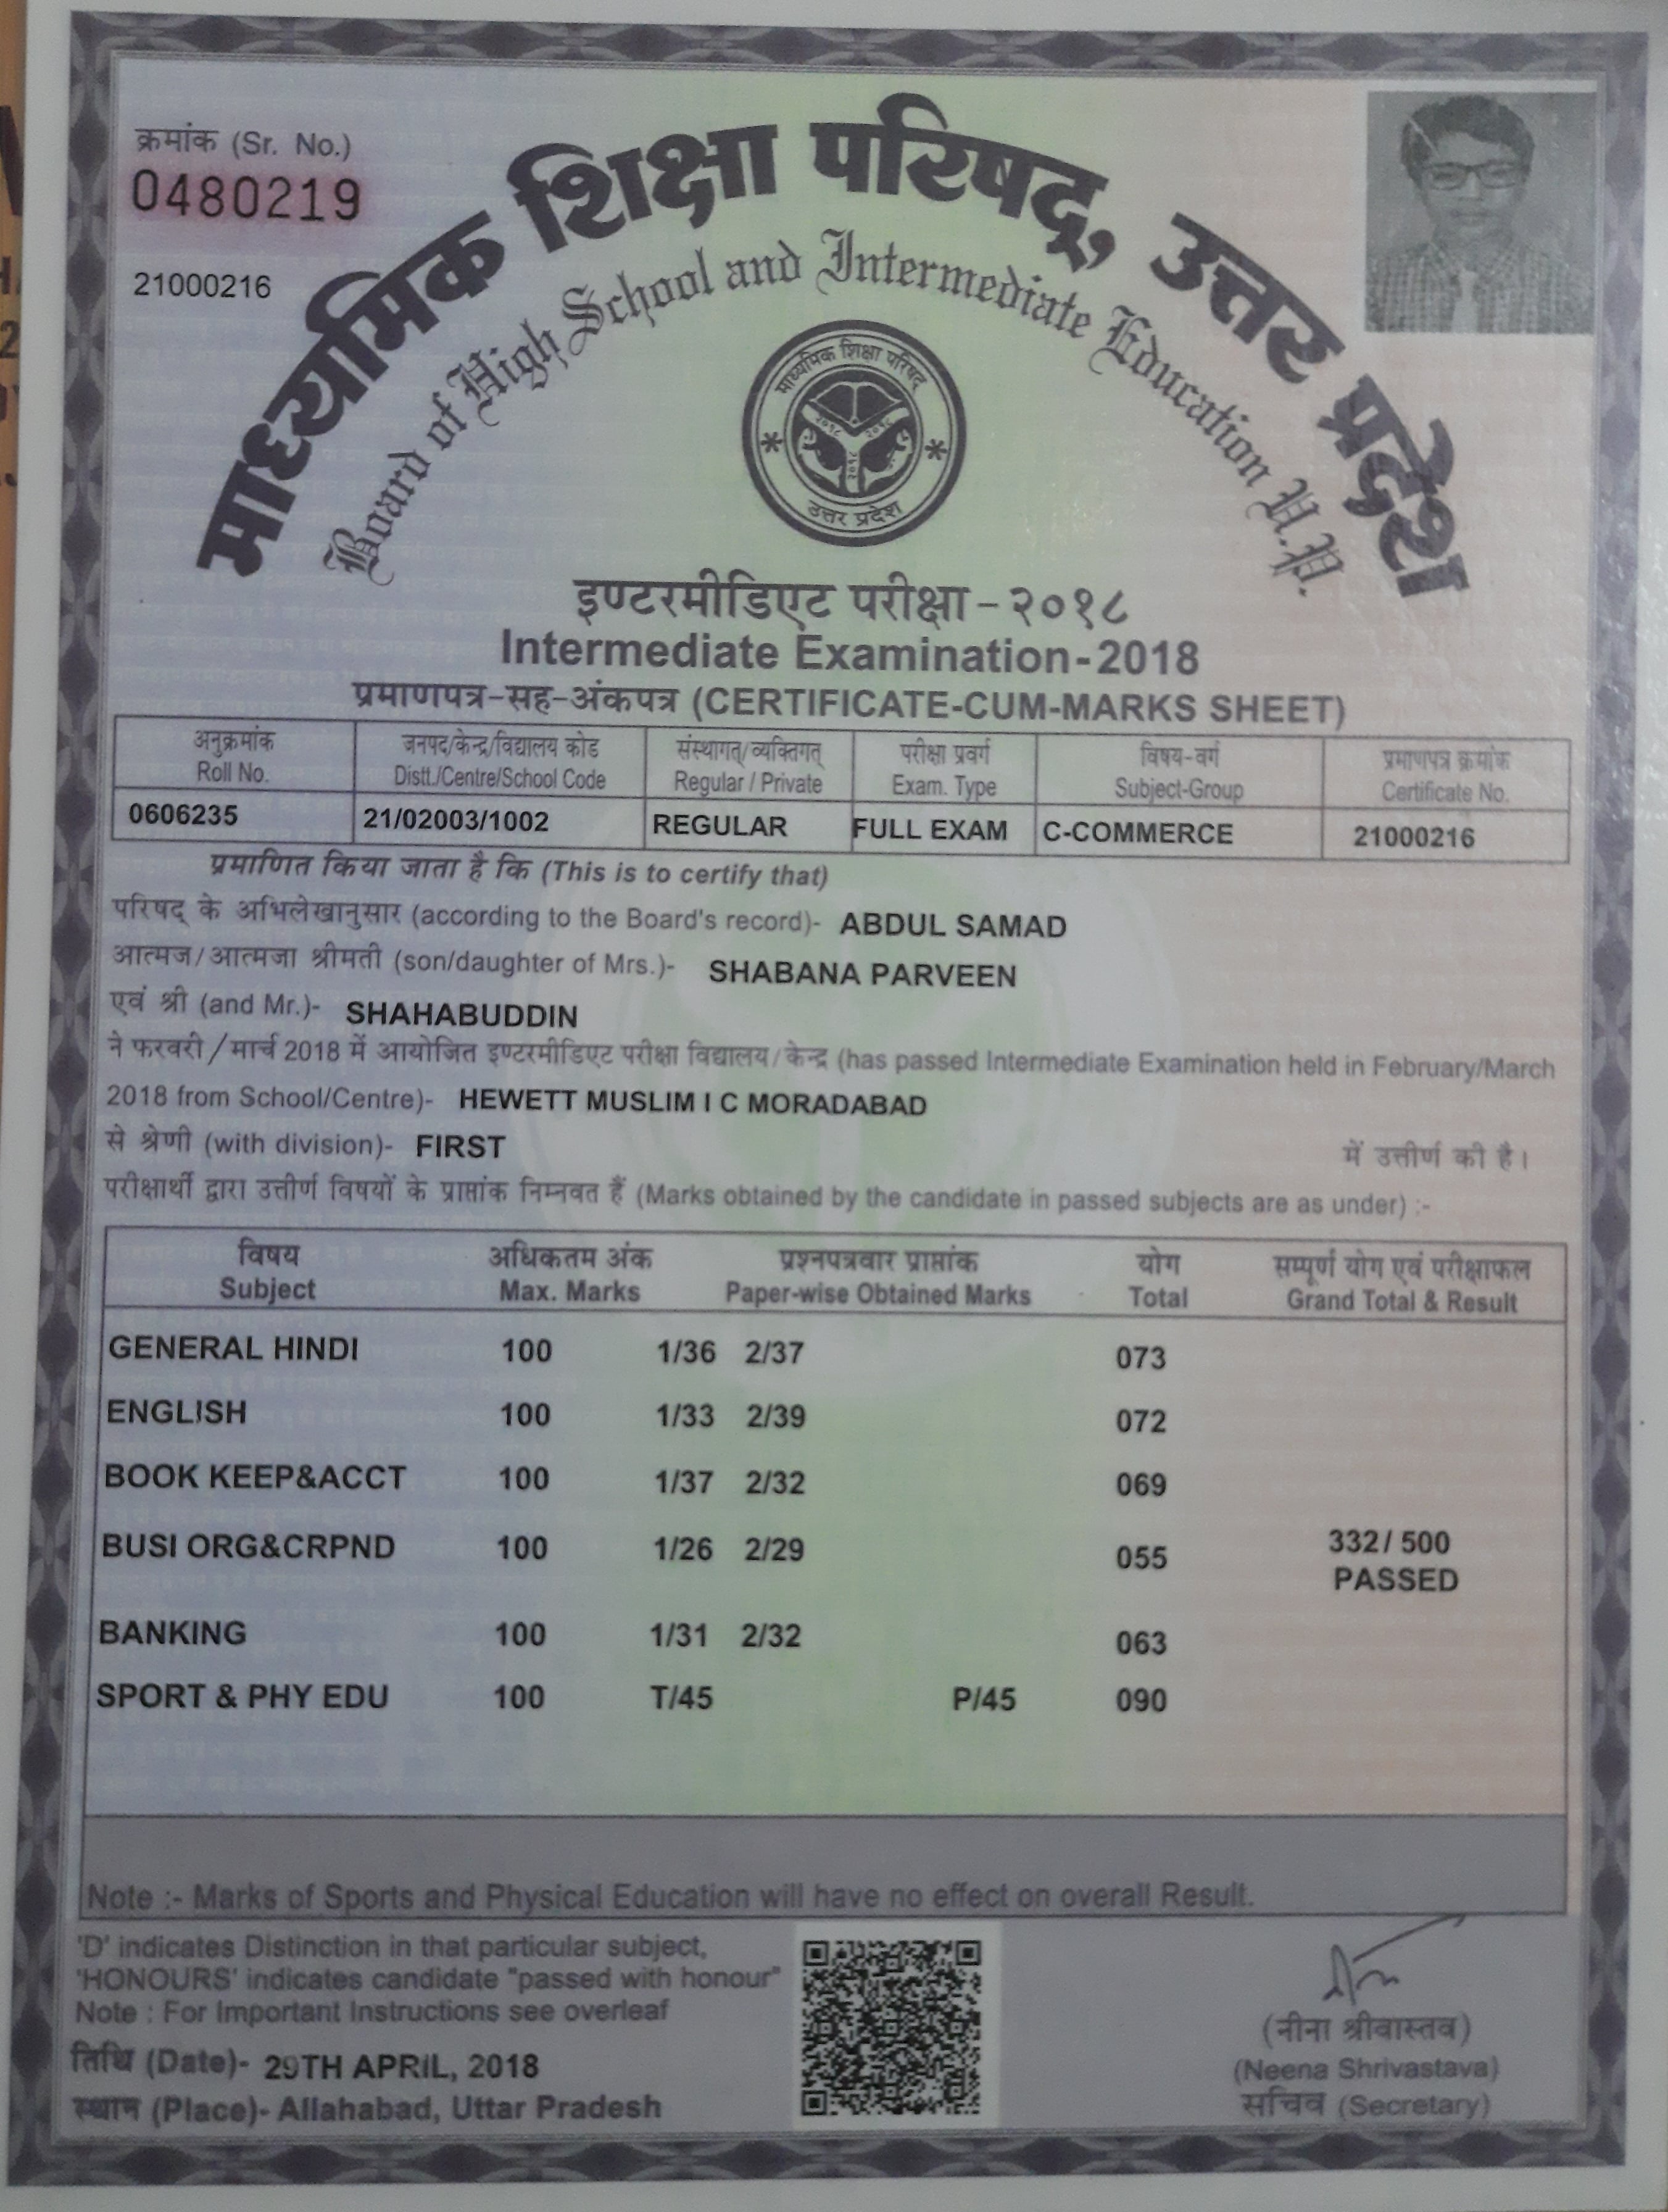 क्रमांक (Sr. No.)
0480219
21000216
माध्यमिक शिक्षा परिषद्, उत्तर प्रदेश
Board of High School and Intermediate Education U.P.
माध्यमिक शिक्षा परिषद्
२०१८ २०१८
२०१८
उत्तर प्रदेश
इण्टरमीडिएट परीक्षा - २०१८
Intermediate Examination-2018
प्रमाणपत्र-सह-अंकपत्र (CERTIFICATE-CUM-MARKS SHEET)
अनुक्रमांक जनपद/केन्द्र/विद्यालय कोड संस्थागत्/व्यक्तिगत् परीक्षा प्रवर्ग विषय-वर्ग प्रमाणपत्र क्रमांक
Roll No. Distt./Centre/School Code Regular / Private Exam. Type Subject-Group Certificate No.
0606235 21/02003/1002 REGULAR FULL EXAM C-COMMERCE 21000216
प्रमाणित किया जाता है कि (This is to certify that)
परिषद् के अभिलेखानुसार (according to the Board's record)- ABDUL SAMAD
आत्मज/आत्मजा श्रीमती (son/daughter of Mrs.)- SHABANA PARVEEN
एवं श्री (and Mr.)- SHAHABUDDIN
ने फरवरी/मार्च 2018 में आयोजित इण्टरमीडिएट परीक्षा विद्यालय/केन्द्र (has passed Intermediate Examination held in February/March
2018 from School/Centre)- HEWETT MUSLIM I C MORADABAD
से श्रेणी (with division)- FIRST में उत्तीर्ण की है।
परीक्षार्थी द्वारा उत्तीर्ण विषयों के प्राप्तांक निम्नवत हैं (Marks obtained by the candidate in passed subjects are as under) :-
विषय अधिकतम अंक प्रश्नपत्रवार प्राप्तांक योग सम्पूर्ण योग एवं परीक्षाफल
Subject Max. Marks Paper-wise Obtained Marks Total Grand Total & Result
GENERAL HINDI 100 1/36 2/37 073
ENGLISH 100 1/33 2/39 072
BOOK KEEP&ACCT 100 1/37 2/32 069
BUSI ORG&CRPND 100 1/26 2/29 055 332/ 500
PASSED
BANKING 100 1/31 2/32 063
SPORT & PHY EDU 100 T/45 P/45 090
Note :- Marks of Sports and Physical Education will have no effect on overall Result.
'D' indicates Distinction in that particular subject,
'HONOURS' indicates candidate "passed with honour"
Note : For Important Instructions see overleaf
तिथि (Date)- 29TH APRIL, 2018
स्थान (Place)- Allahabad, Uttar Pradesh
(नीना श्रीवास्तव)
(Neena Shrivastava)
सचिव (Secretary)